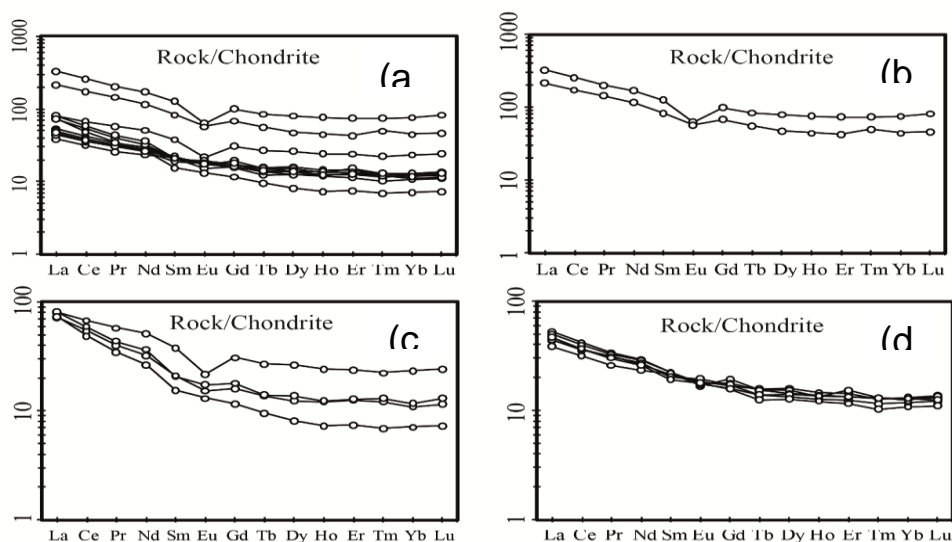 1000
100
10
1
Rock/Chondrite
(a
La Ce Pr Nd Sm Eu Gd Tb Dy Ho Er Tm Yb Lu
1000
100
10
1
Rock/Chondrite
(b)
La Ce Pr Nd Sm Eu Gd Tb Dy Ho Er Tm Yb Lu
100
10
1
Rock/Chondrite
(c
La Ce Pr Nd Sm Eu Gd Tb Dy Ho Er Tm Yb Lu
100
10
1
Rock/Chondrite
(d
La Ce Pr Nd Sm Eu Gd Tb Dy Ho Er Tm Yb Lu